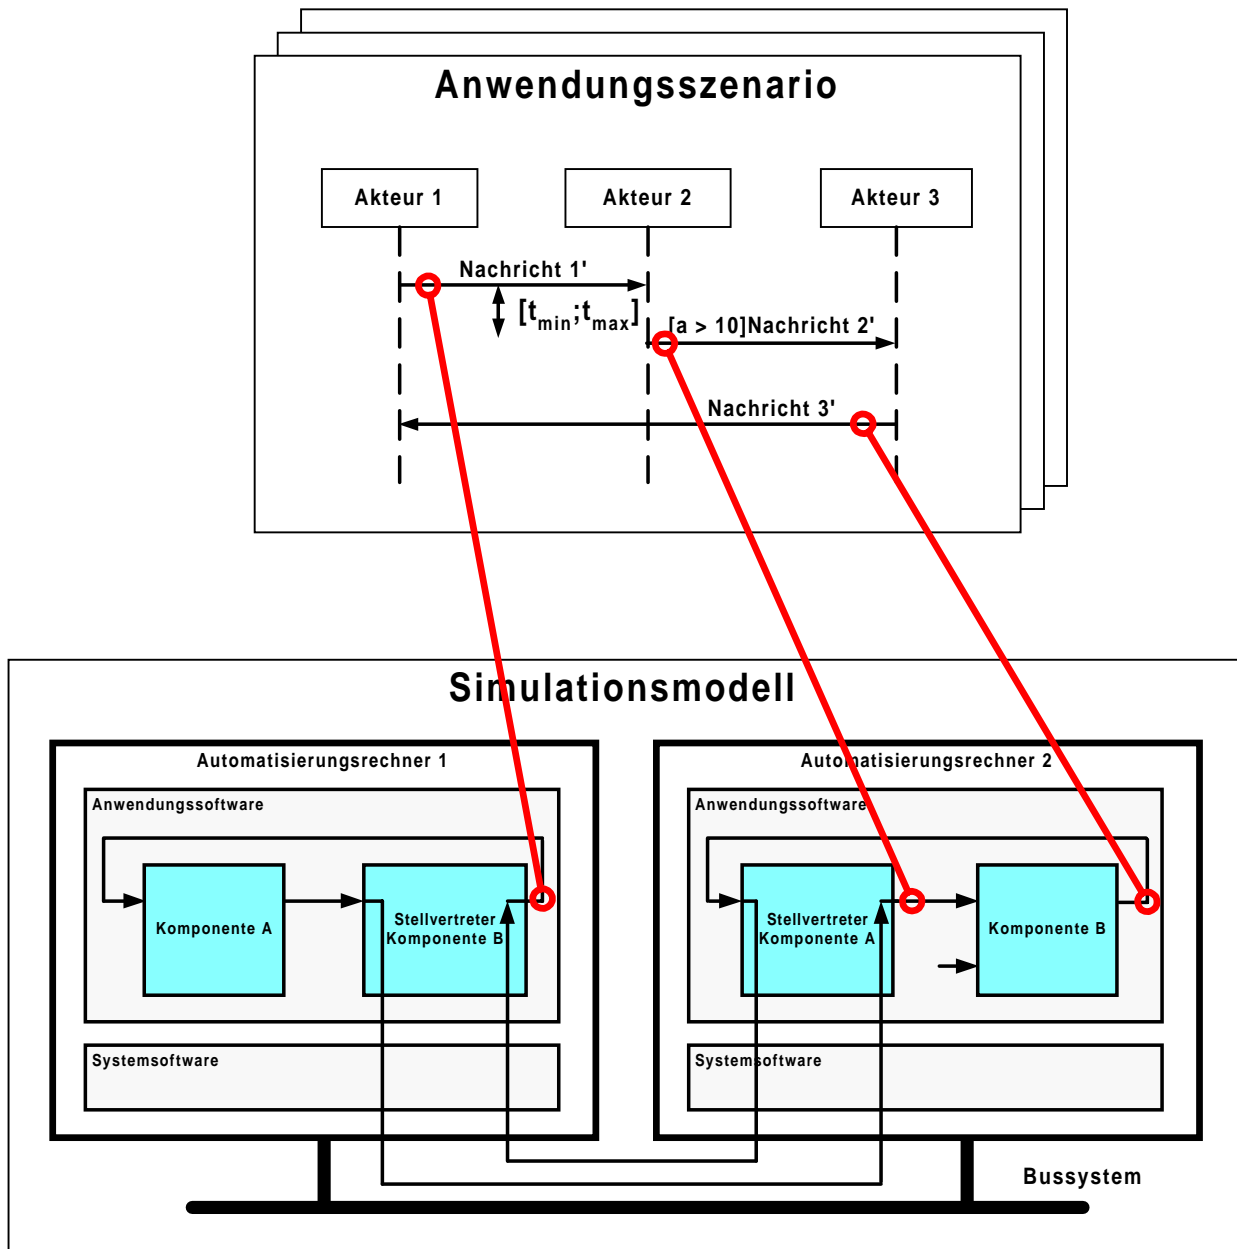 Anwendungsszenario
Akteur 1
Akteur 2
Akteur 3
Nachricht 1'
[tmin;tmax]
[a > 10]Nachricht 2'
Nachricht 3'
Simulationsmodell
Automatisierungsrechner 1
Anwendungssoftware
Komponente A
Stellvertreter
Komponente B
Systemsoftware
Automatisierungsrechner 2
Anwendungssoftware
Stellvertreter
Komponente A
Komponente B
Systemsoftware
Bussystem